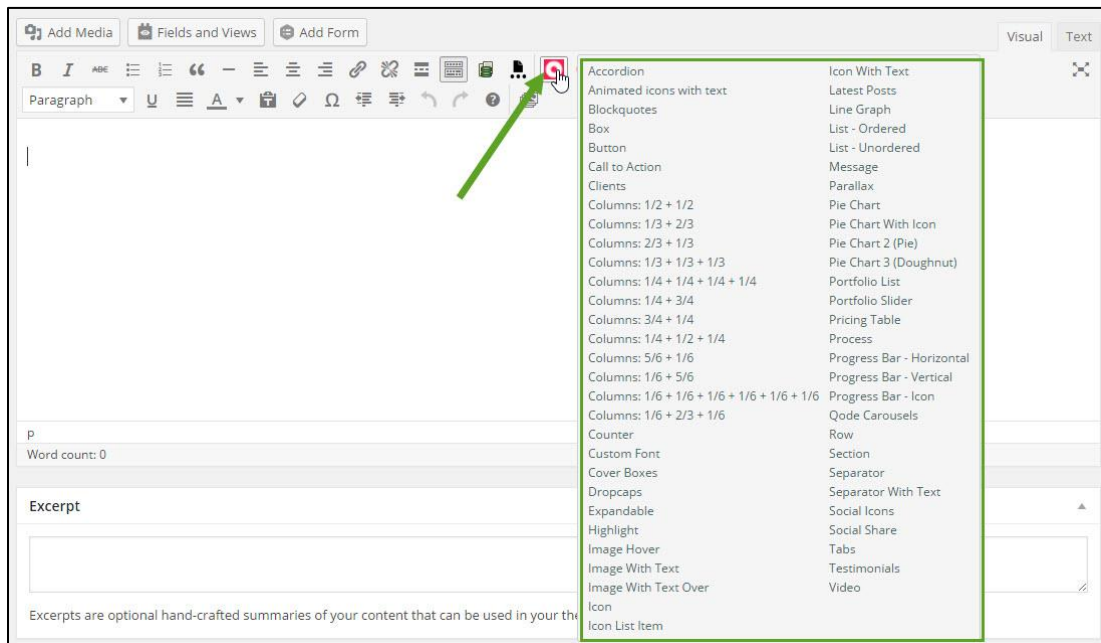 Add Media
Fields and Views
Add Form
Visual
Text
B I ABC
Paragraph U A Ω
p
Word count: 0
Excerpt
Excerpts are optional hand-crafted summaries of your content that can be used in your
Accordion
Animated icons with text
Blockquotes
Box
Button
Call to Action
Clients
Columns: 1/2 + 1/2
Columns: 1/3 + 2/3
Columns: 2/3 + 1/3
Columns: 1/3 + 1/3 + 1/3
Columns: 1/4 + 1/4 + 1/4 + 1/4
Columns: 1/4 + 3/4
Columns: 3/4 + 1/4
Columns: 1/4 + 1/2 + 1/4
Columns: 5/6 + 1/6
Columns: 1/6 + 5/6
Columns: 1/6 + 1/6 + 1/6 + 1/6 + 1/6 + 1/6
Columns: 1/6 + 2/3 + 1/6
Counter
Custom Font
Cover Boxes
Dropcaps
Expandable
Highlight
Image Hover
Image With Text
Image With Text Over
Icon
Icon List Item
Icon With Text
Latest Posts
Line Graph
List - Ordered
List - Unordered
Message
Parallax
Pie Chart
Pie Chart With Icon
Pie Chart 2 (Pie)
Pie Chart 3 (Doughnut)
Portfolio List
Portfolio Slider
Pricing Table
Process
Progress Bar - Horizontal
Progress Bar - Vertical
Progress Bar - Icon
Qode Carousels
Row
Section
Separator
Separator With Text
Social Icons
Social Share
Tabs
Testimonials
Video